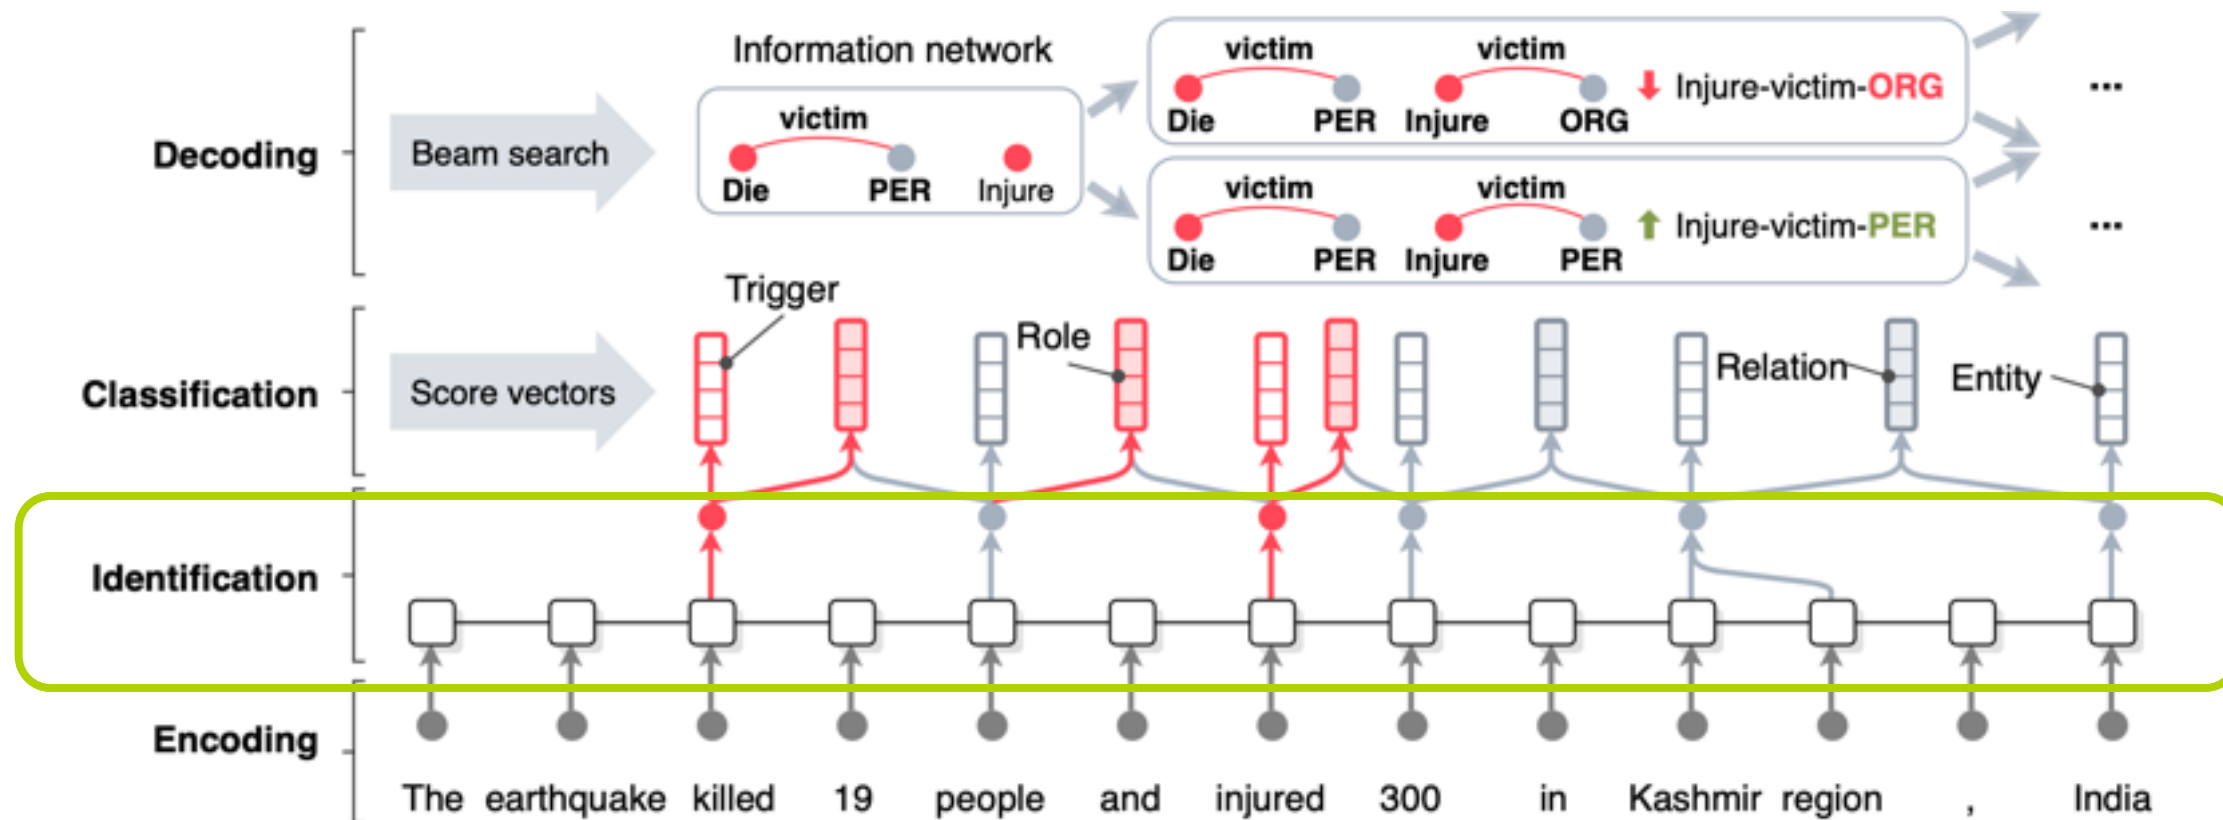 Decoding
Beam search
Information network
victim
Die PER Injure
victim victim
Die PER Injure ORG
Injure-victim-ORG
...
victim victim
Die PER Injure PER
Injure-victim-PER
...
Classification
Score vectors
Trigger
Role
Relation
Entity
Identification
Encoding
The earthquake killed 19 people and injured 300 in Kashmir region , India